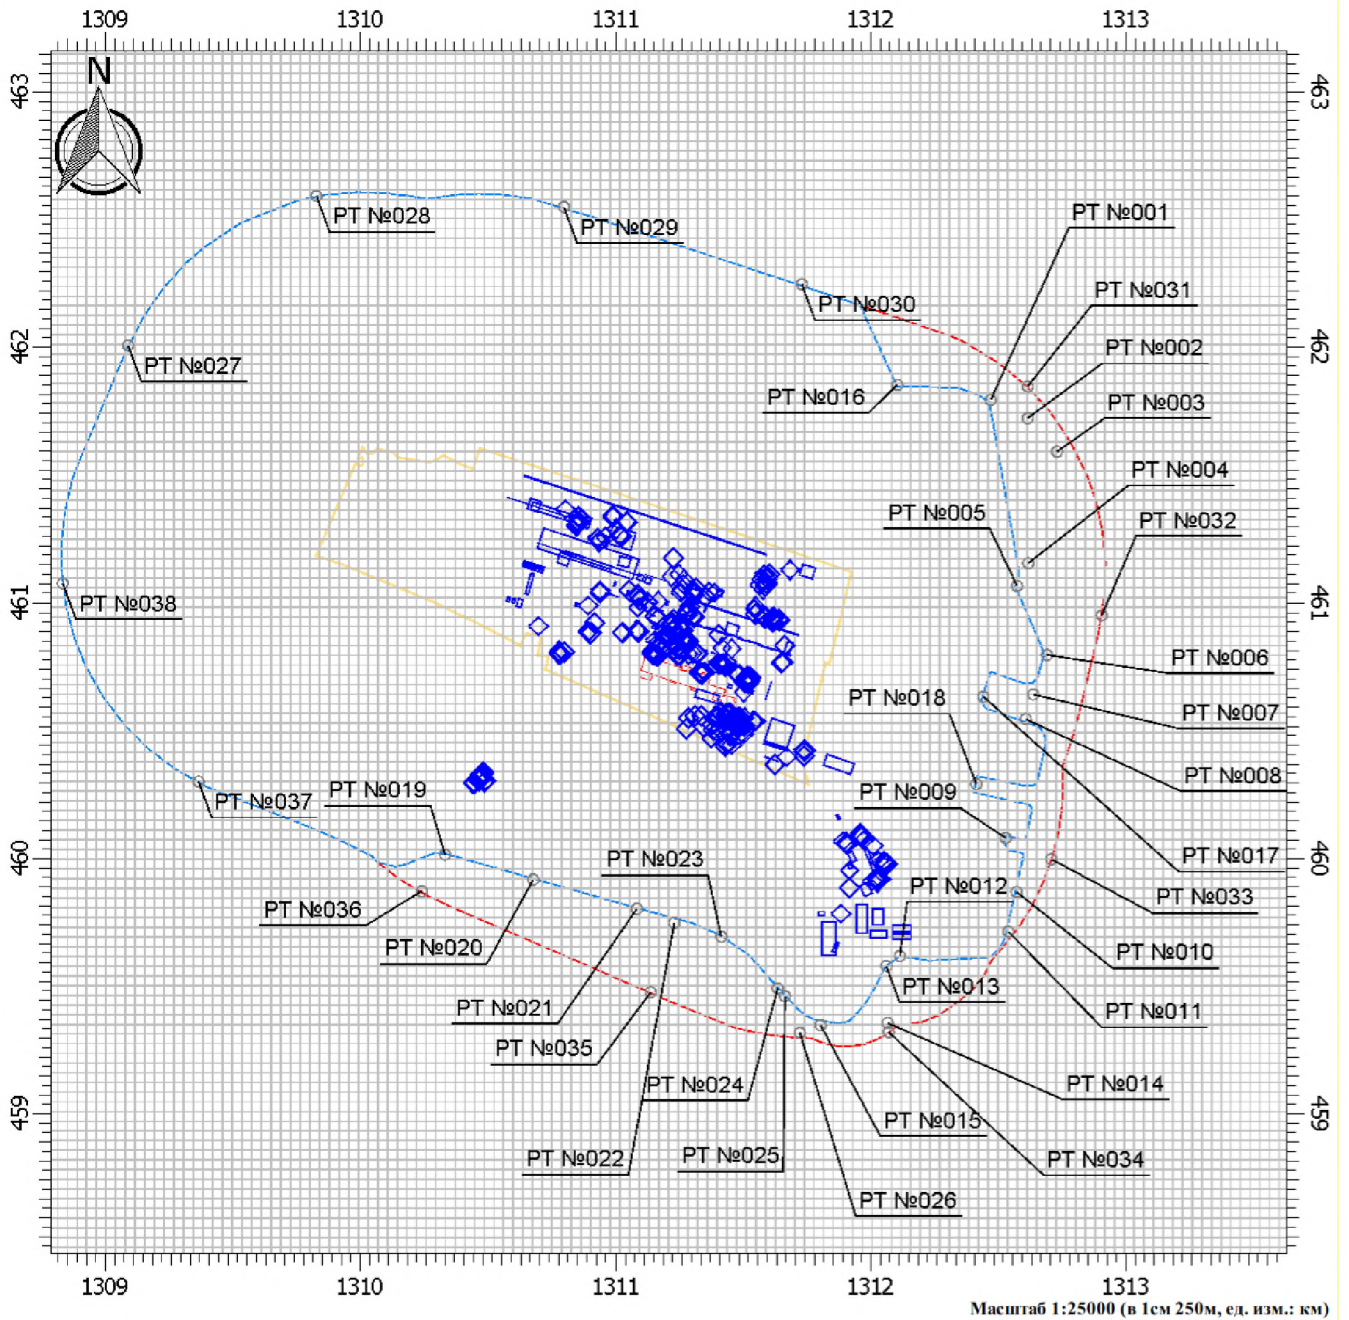 1309 1310 1311 1312 1313
463 463
N
РТ №001
РТ №028
РТ №029
РТ №031
РТ №030
РТ №002
462 462
РТ №027
РТ №016
РТ №003
РТ №004
РТ №005
РТ №032
461 461
РТ №038
РТ №006
РТ №018
РТ №007
РТ №008
РТ №037
РТ №019
РТ №009
460 460
РТ №023
РТ №017
РТ №012
РТ №033
РТ №036
РТ №020
РТ №010
РТ №013
РТ №021
РТ №011
РТ №035
РТ №024
РТ №014
459 459
РТ №015
РТ №022
РТ №025
РТ №034
РТ №026
1309 1310 1311 1312 1313
Масштаб 1:25000 (в 1см 250м, ед. изм.: км)